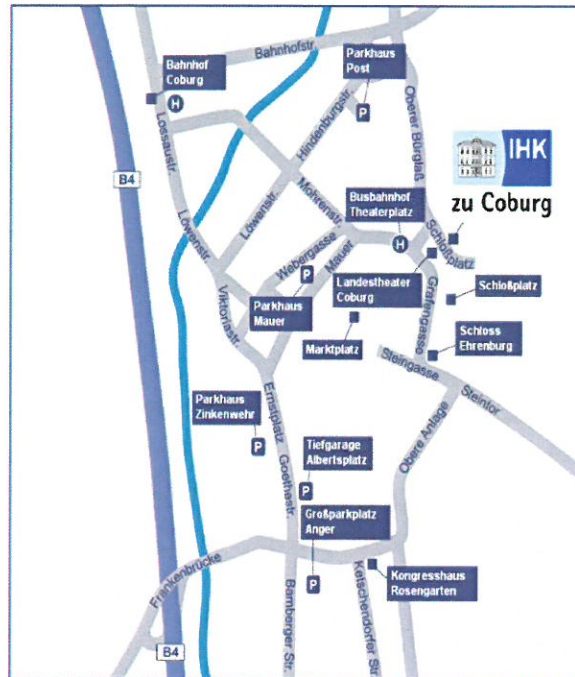 Bahnhofstr.
Bahnhof
Coburg
H
Parkhaus
Post
P
Lossaustr.
Hindenburgstr.
Oberer Bürglaß
IHK
zu Coburg
B4
Mohrenstr.
Löwenstr.
Löwenstr.
Busbahnhof
Theaterplatz
H
Schloßplatz
Webergasse
Mauer
P
Landestheater
Coburg
Grafengasse
Schloßplatz
Parkhaus
Mauer
Viktoriastr.
Marktplatz
Schloss
Ehrenburg
Steingasse
Steintor
Parkhaus
Zinkenwehr
P
Ernstplatz
Goethestr.
Obere Anlage
Tiefgarage
Albertsplatz
P
Großparkplatz
Anger
P
Frankenbrücke
Bamberger Str.
Ketschendorfer Str.
Kongresshaus
Rosengarten
B4